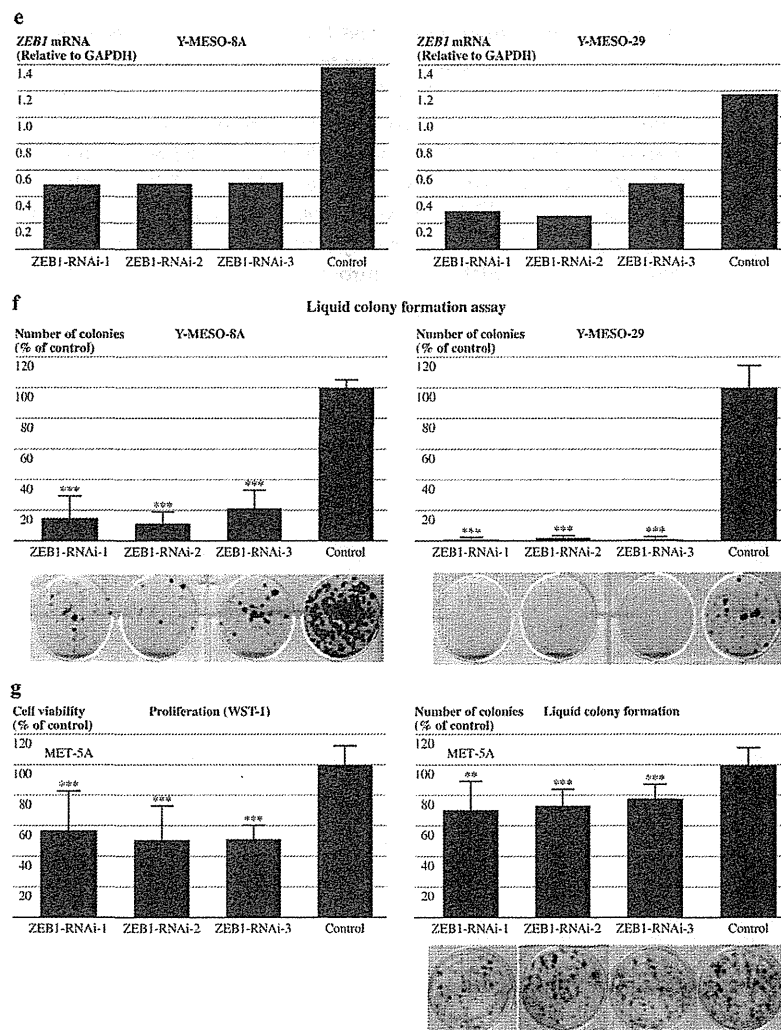 e
ZEB1 mRNA
(Relative to GAPDH)
Y-MESO-8A
1.4
1.2
1.0
0.8
0.6
0.4
0.2
ZEB1-RNAi-1 ZEB1-RNAi-2 ZEB1-RNAi-3 Control
ZEB1 mRNA
(Relative to GAPDH)
Y-MESO-29
1.4
1.2
1.0
0.8
0.6
0.4
0.2
ZEB1-RNAi-1 ZEB1-RNAi-2 ZEB1-RNAi-3 Control
f
Liquid colony formation assay
Number of colonies
(% of control)
Y-MESO-8A
120
100
80
60
40
20
*** *** ***
ZEB1-RNAi-1 ZEB1-RNAi-2 ZEB1-RNAi-3 Control
Number of colonies
(% of control)
Y-MESO-29
120
100
80
60
40
20
*** *** ***
ZEB1-RNAi-1 ZEB1-RNAi-2 ZEB1-RNAi-3 Control
g
Cell viability
(% of control)
Proliferation (WST-1)
120
MET-5A
100
80
60
40
20
*** *** ***
ZEB1-RNAi-1 ZEB1-RNAi-2 ZEB1-RNAi-3 Control
Number of colonies
(% of control)
Liquid colony formation
120
MET-5A
100
80
60
40
20
** *** ***
ZEB1-RNAi-1 ZEB1-RNAi-2 ZEB1-RNAi-3 Control